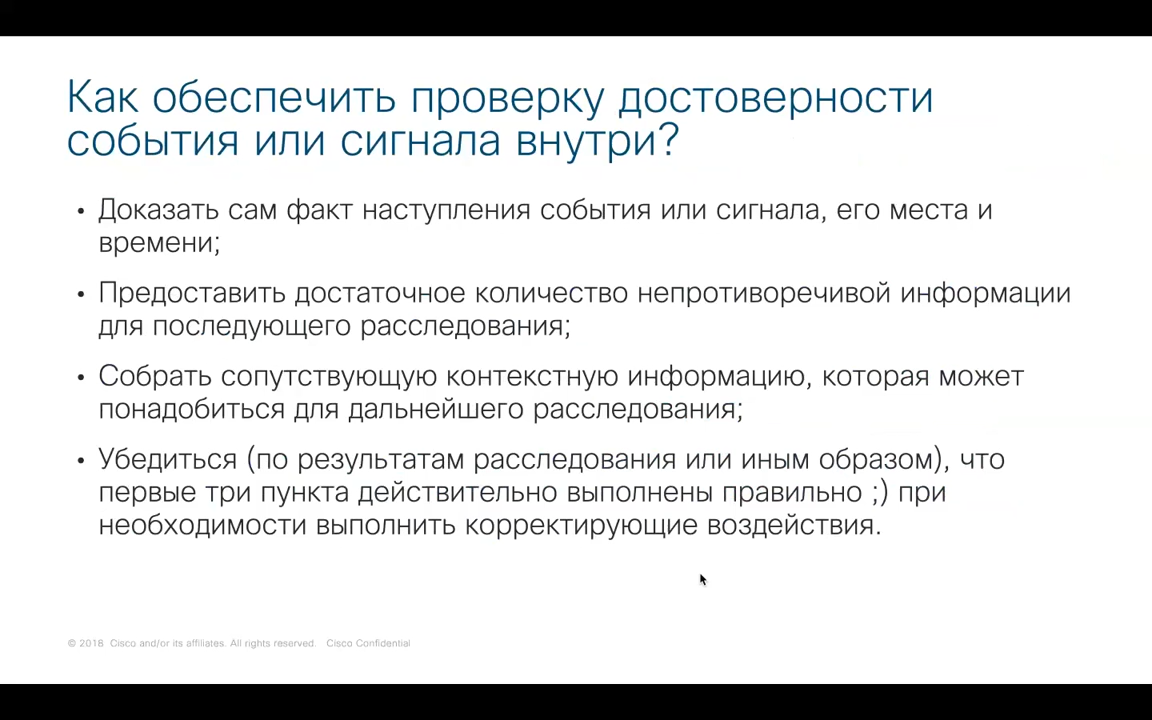 Как обеспечить проверку достоверности
события или сигнала внутри?
• Доказать сам факт наступления события или сигнала, его места и
времени;
• Предоставить достаточное количество непротиворечивой информации
для последующего расследования;
• Собрать сопутствующую контекстную информацию, которая может
понадобиться для дальнейшего расследования;
• Убедиться (по результатам расследования или иным образом), что
первые три пункта действительно выполнены правильно ;) при
необходимости выполнить корректирующие воздействия.
© 2018 Cisco and/or its affiliates. All rights reserved. Cisco Confidential